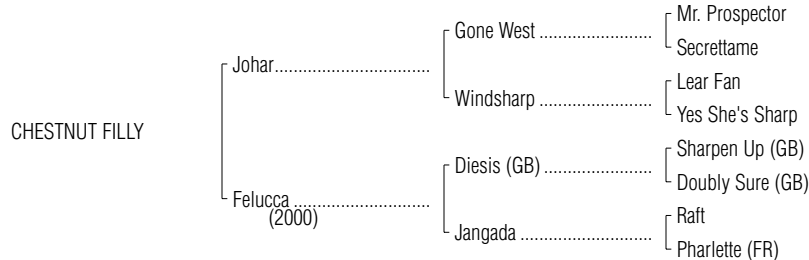 Mr. Prospector
Gone West ............................
Secrettame
Johar.......................................
Lear Fan
Windsharp ............................
Yes She's Sharp
CHESTNUT FILLY
Sharpen Up (GB)
Diesis (GB) ...........................
Doubly Sure (GB)
Felucca ..................................
(2000)
Raft
Jangada .................................
Pharlette (FR)